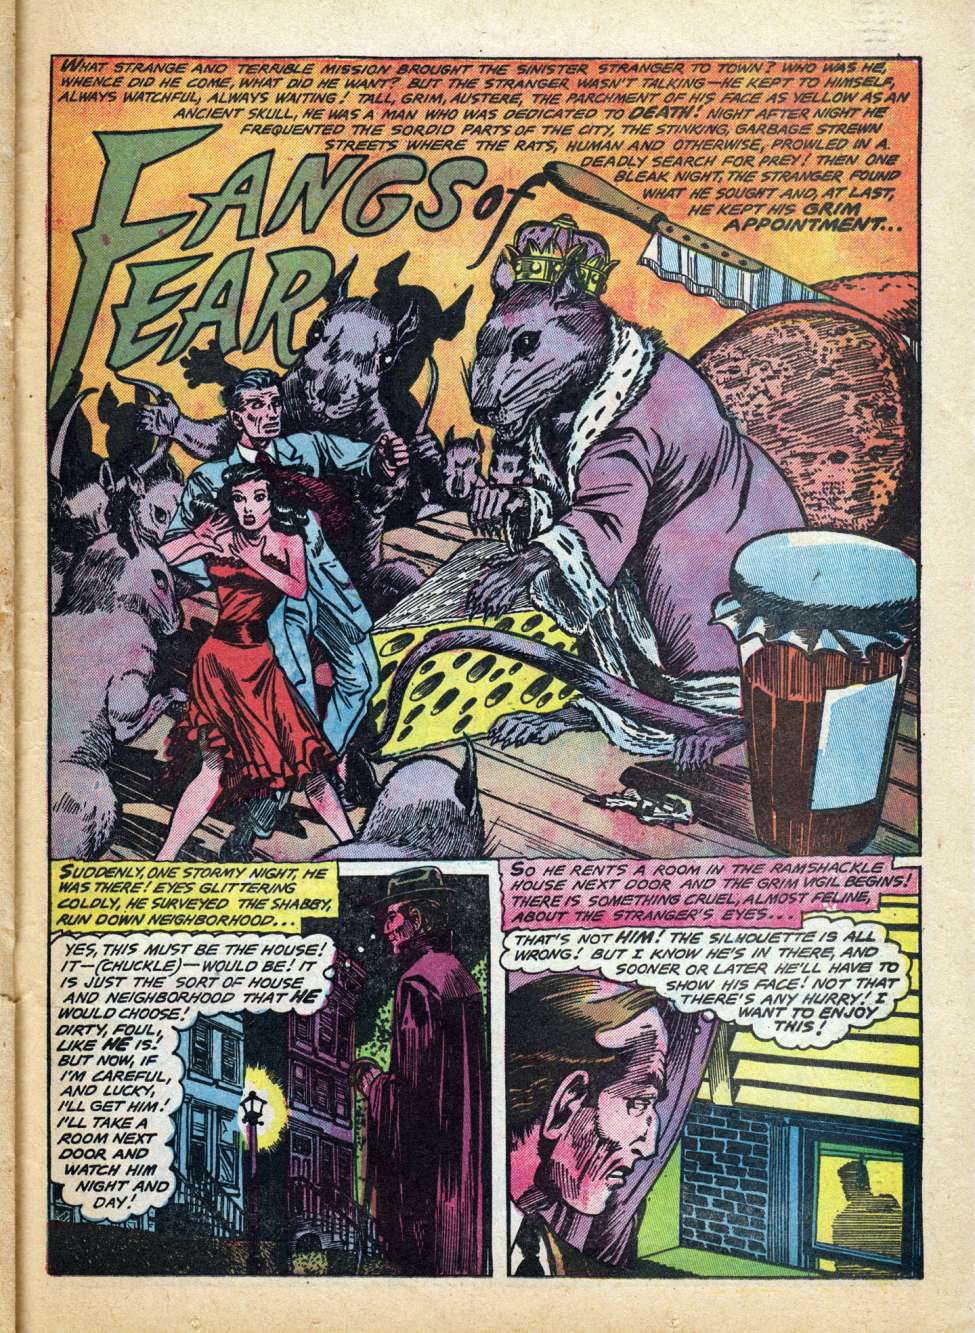 WHAT STRANGE AND TERRIBLE MISSION BROUGHT THE SINISTER STRANGER TO TOWN? WHO WAS HE,
WHENCE DID HE COME, WHAT DID HE WANT? BUT THE STRANGER WASN'T TALKING—HE KEPT TO HIMSELF,
ALWAYS WATCHFUL, ALWAYS WAITING! TALL, GRIM, AUSTERE, THE PARCHMENT OF HIS FACE AS YELLOW AS AN
ANCIENT SKULL, HE WAS A MAN WHO WAS DEDICATED TO DEATH! NIGHT AFTER NIGHT HE
FREQUENTED THE SORDID PARTS OF THE CITY, THE STINKING, GARBAGE STREWN
STREETS WHERE THE RATS, HUMAN AND OTHERWISE, PROWLED IN A
DEADLY SEARCH FOR PREY! THEN ONE
BLEAK NIGHT, THE STRANGER FOUND
WHAT HE SOUGHT AND, AT LAST,
HE KEPT HIS GRIM
APPOINTMENT...
FANGS of
FEAR
SUDDENLY, ONE STORMY NIGHT, HE
WAS THERE! EYES GLITTERING
COLDLY, HE SURVEYED THE SHABBY,
RUN DOWN NEIGHBORHOOD...
YES, THIS MUST BE THE HOUSE!
IT—(CHUCKLE)—WOULD BE! IT
IS JUST THE SORT OF HOUSE
AND NEIGHBORHOOD THAT HE
WOULD CHOOSE!
DIRTY, FOUL,
LIKE HE IS!
BUT NOW, IF
I'M CAREFUL,
AND LUCKY,
I'LL GET HIM!
I'LL TAKE A
ROOM NEXT
DOOR AND
WATCH HIM
NIGHT AND
DAY!
SO HE RENTS A ROOM IN THE RAMSHACKLE
HOUSE NEXT DOOR AND THE GRIM VIGIL BEGINS!
THERE IS SOMETHING CRUEL, ALMOST FELINE,
ABOUT THE STRANGER'S EYES...
THAT'S NOT HIM! THE SILHOUETTE IS ALL
WRONG! BUT I KNOW HE'S IN THERE, AND
SOONER OR LATER HE'LL HAVE TO
SHOW HIS FACE! NOT THAT
THERE'S ANY HURRY! I
WANT TO ENJOY
THIS!